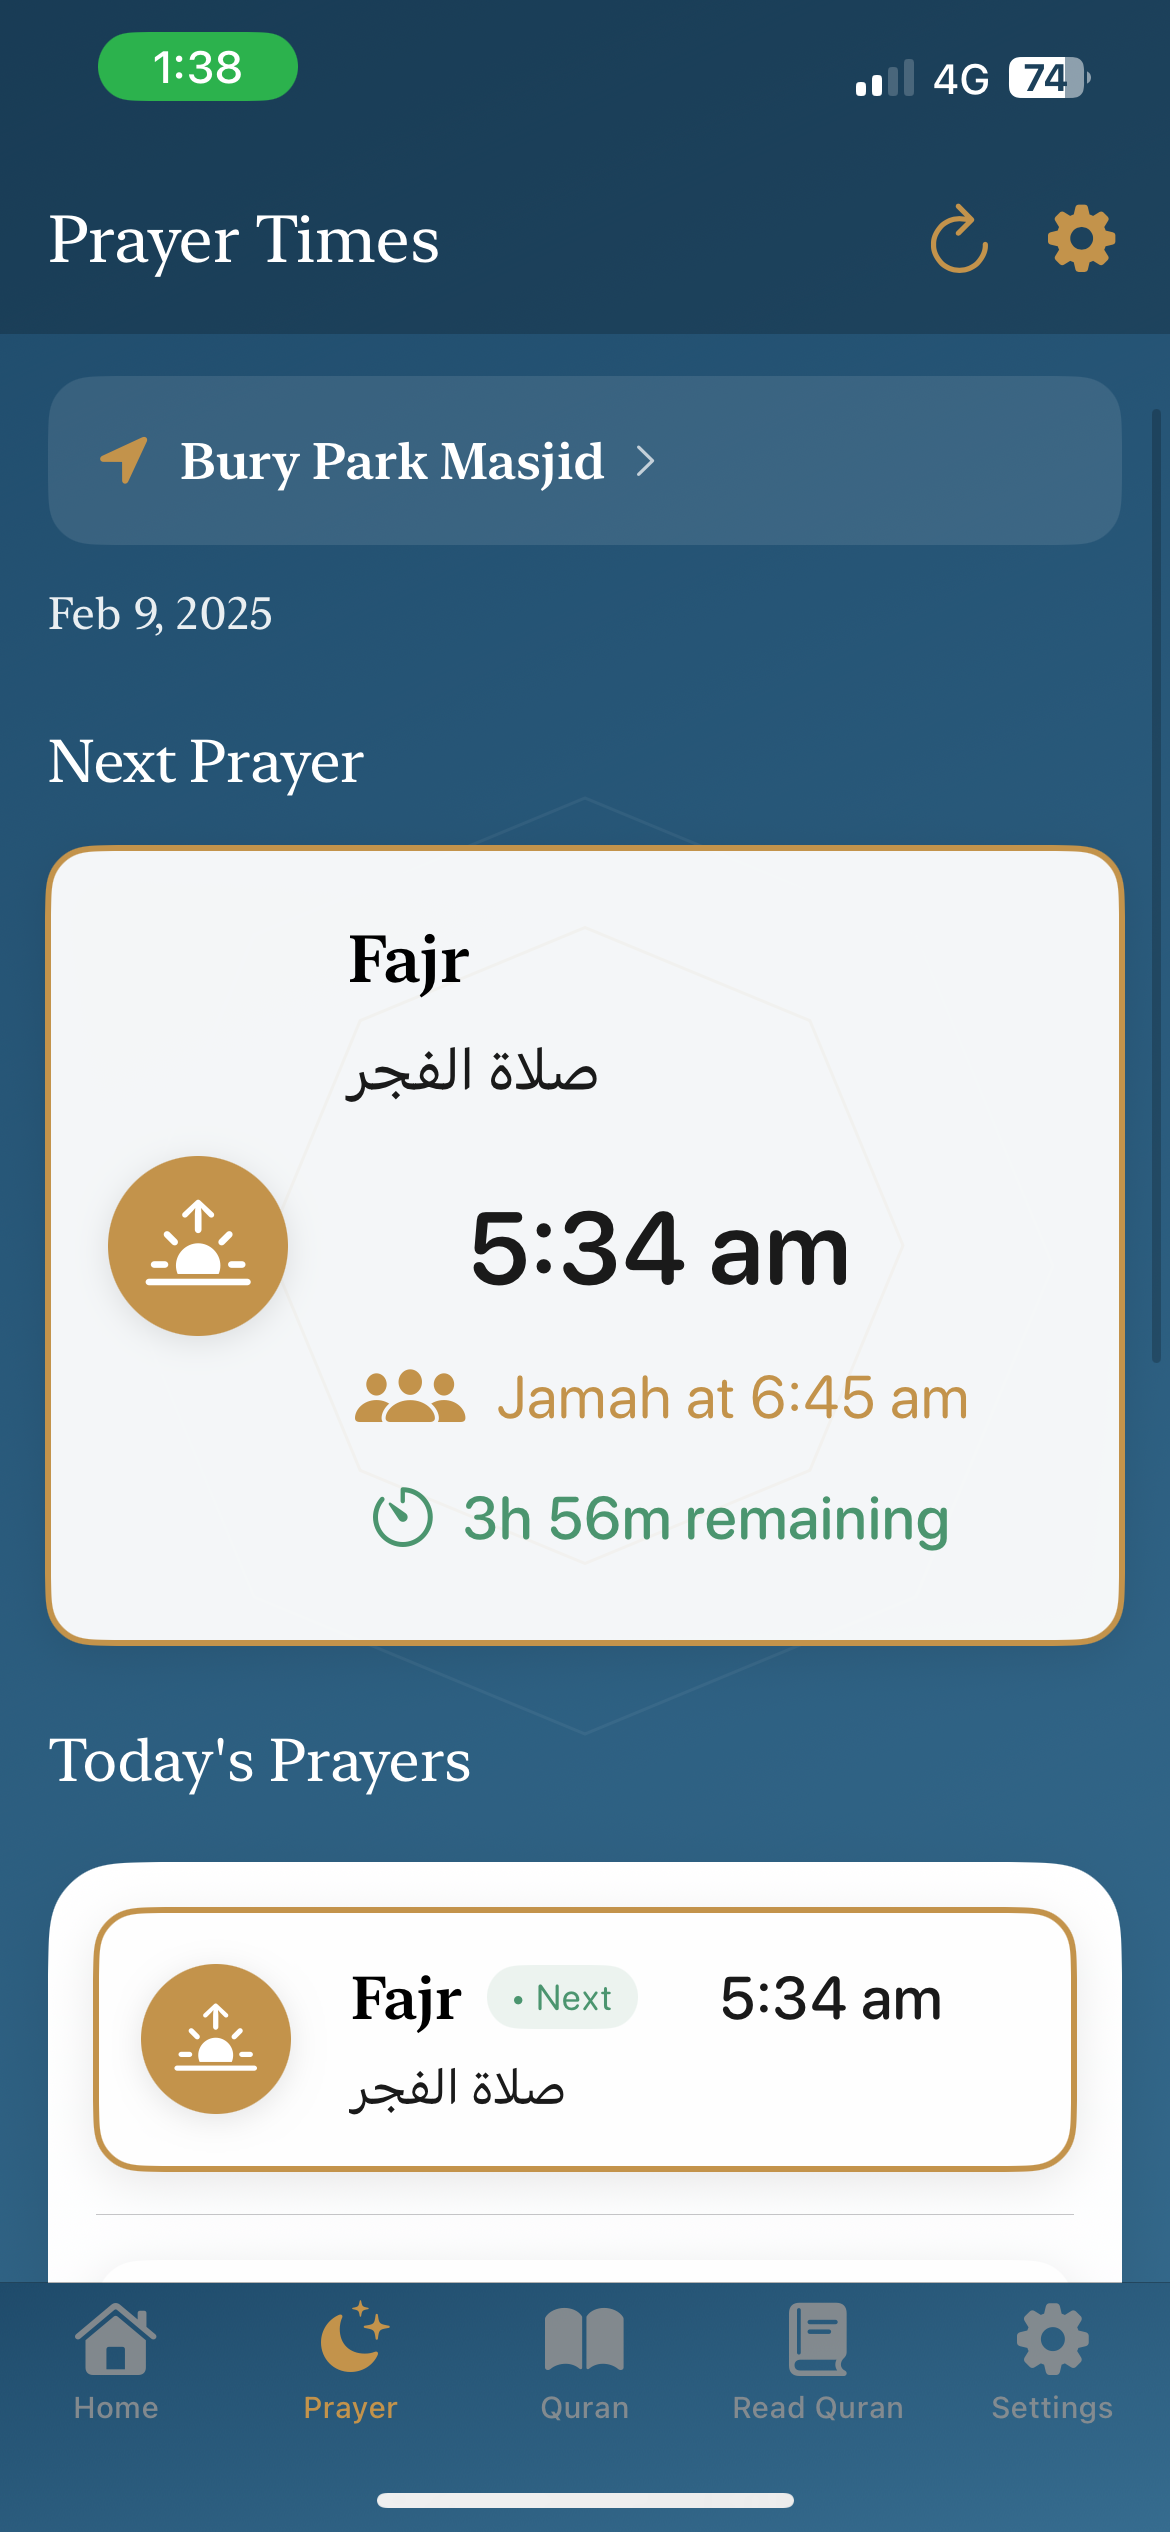 1:38
4G 74
Prayer Times
Bury Park Masjid
Feb 9, 2025
Next Prayer
Fajr
صلاة الفجر
5:34 am
Jamah at 6:45 am
3h 56m remaining
Today's Prayers
Fajr • Next 5:34 am
صلاة الفجر
Home Prayer Quran Read Quran Settings